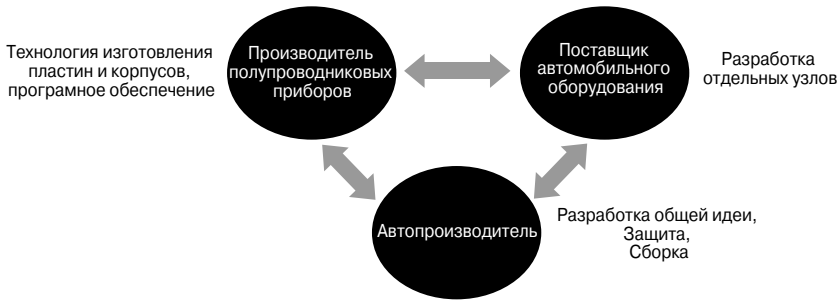 Технология изготовления
пластин и корпусов,
програмное обеспечение
Производитель
полупроводниковых
приборов
Поставщик
автомобильного
оборудования
Разработка
отдельных узлов
Автопроизводитель
Разработка общей идеи,
Защита,
Сборка